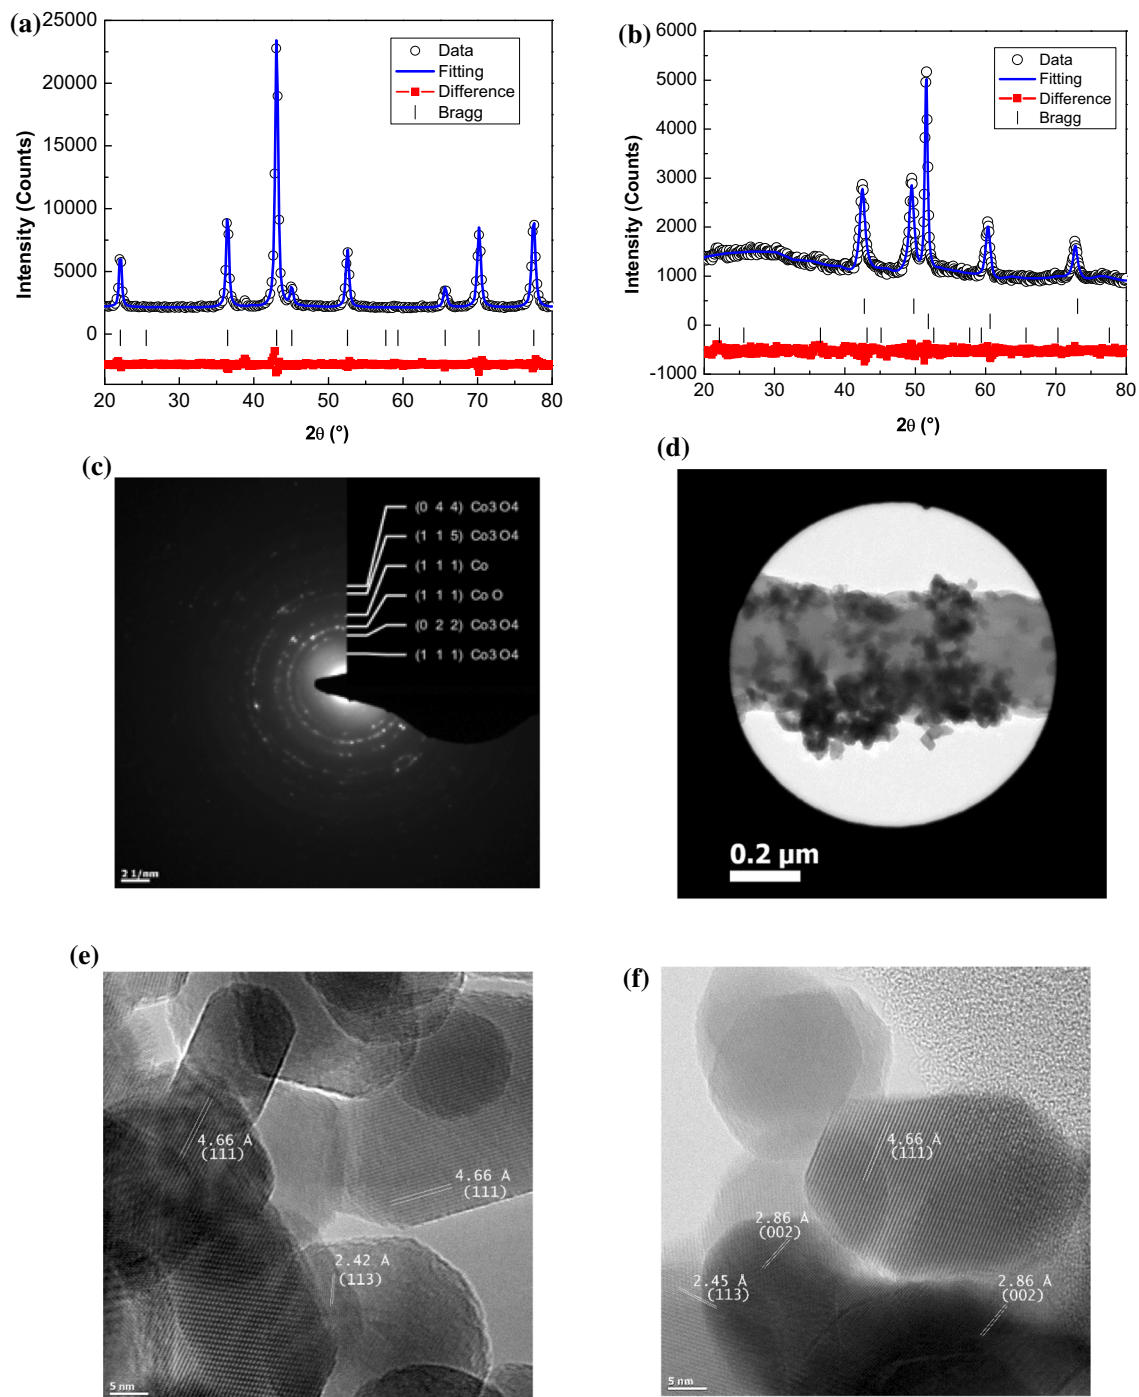 (a)
25000
20000
15000
10000
5000
0
Intensity (Counts)
Data
Fitting
Difference
Bragg
20 30 40 50 60 70 80
2θ (°)
(b)
6000
5000
4000
3000
2000
1000
0
-1000
Intensity (Counts)
Data
Fitting
Difference
Bragg
20 30 40 50 60 70 80
2θ (°)
(c)
(0 4 4) Co3O4
(1 1 5) Co3O4
(1 1 1) Co
(1 1 1) CoO
(0 2 2) Co3O4
(1 1 1) Co3O4
2 1/nm
(d)
0.2 µm
(e)
4.66 Å
(111)
4.66 Å
(111)
2.42 Å
(113)
5 nm
(f)
4.66 Å
(111)
2.86 Å
(002)
2.45 Å
(113)
2.86 Å
(002)
5 nm